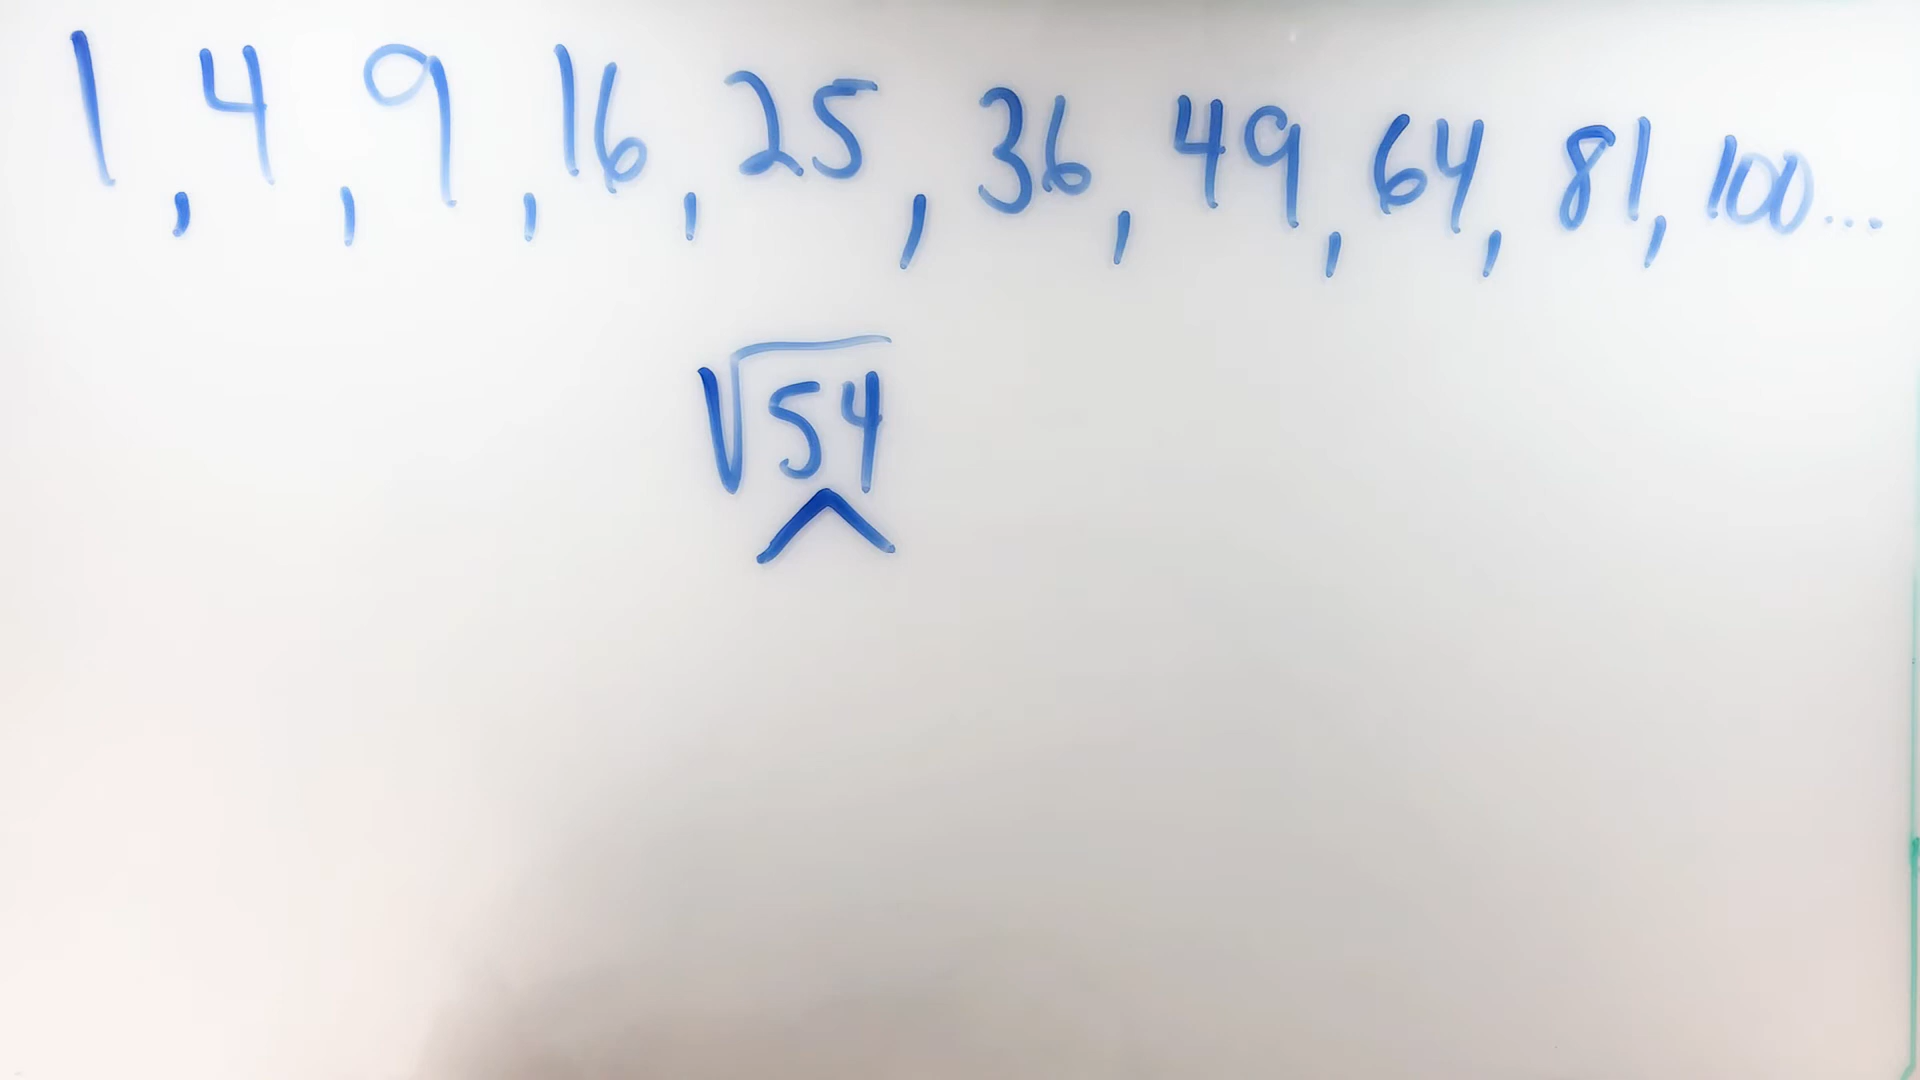 1, 4, 9, 16, 25, 36, 49, 64, 81, 100...
√54